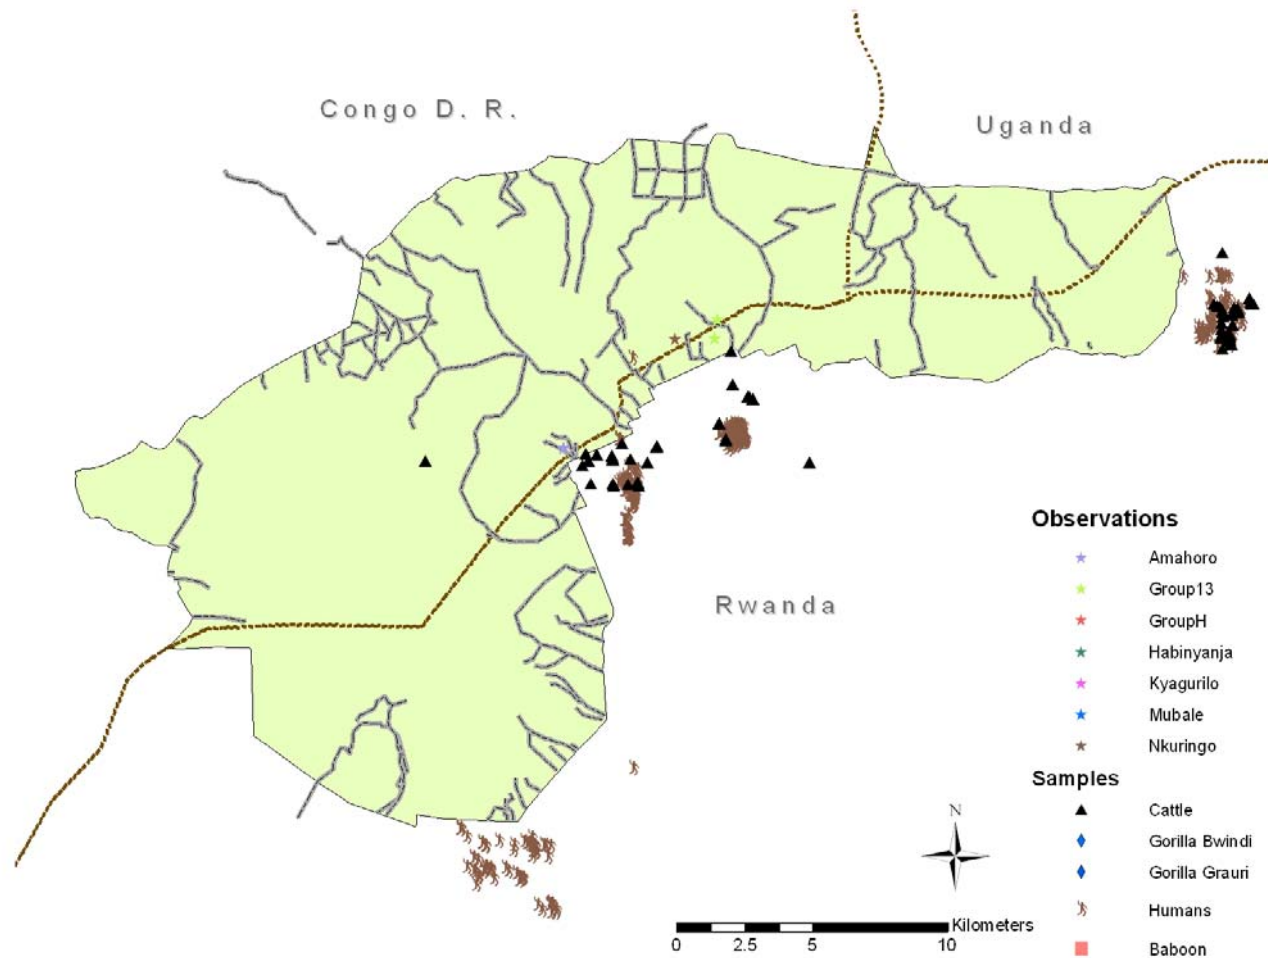 Congo D. R.
Uganda
Rwanda
Observations
Amahoro
Group13
GroupH
Habinyanja
Kyagurilo
Mubale
Nkuringo
Samples
Cattle
Gorilla Bwindi
Gorilla Grauri
Humans
Baboon
N
Kilometers
0 2.5 5 10